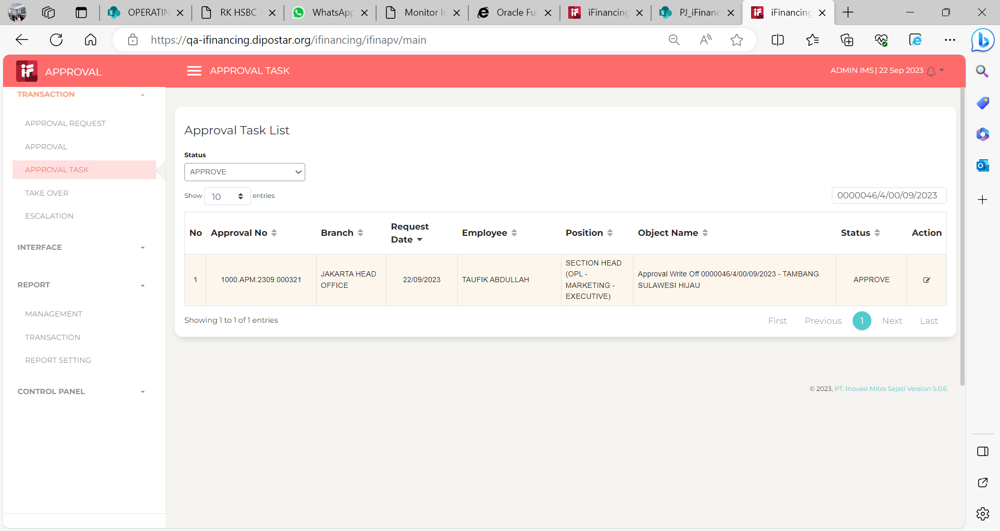 OPERATIN
RK HSBC
WhatsApp
Monitor In
Oracle Fu
iFinancing
PJ_iFinanc
iFinancing
https://qa-ifinancing.dipostar.org/ifinancing/ifinapv/main
iF APPROVAL
APPROVAL TASK
ADMIN IMS | 22 Sep 2023
TRANSACTION
APPROVAL REQUEST
APPROVAL
APPROVAL TASK
TAKE OVER
ESCALATION
INTERFACE
REPORT
MANAGEMENT
TRANSACTION
REPORT SETTING
CONTROL PANEL
Approval Task List
Status
APPROVE
Show 10 entries
0000046/4/00/09/2023
No Approval No Branch Request Date Employee Position Object Name Status Action
1
1000.APM.2309.000321
JAKARTA HEAD
OFFICE
22/09/2023
TAUFIK ABDULLAH
SECTION HEAD
(OPL -
MARKETING -
EXECUTIVE)
Approval Write Off 0000046/4/00/09/2023 - TAMBANG
SULAWESI HIJAU
APPROVE
Showing 1 to 1 of 1 entries
First Previous 1 Next Last
© 2023, PT. Inovasi Mitra Sejati Version 5.0.6